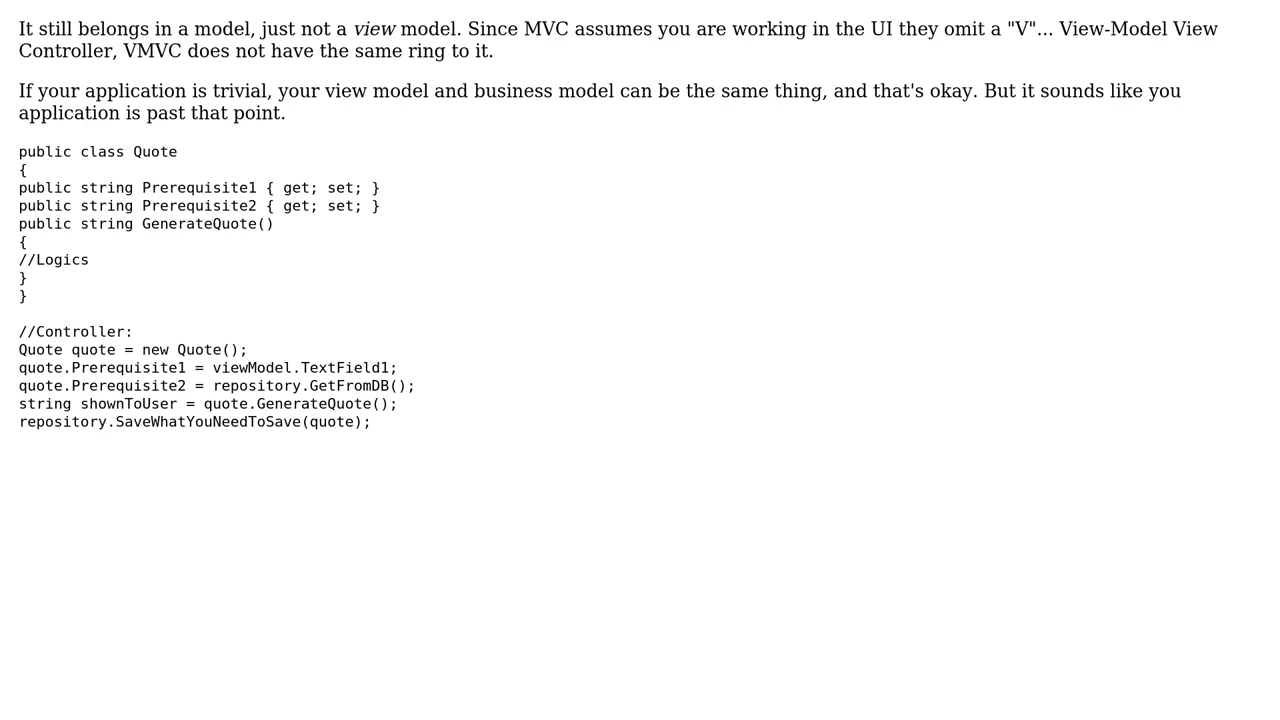 It still belongs in a model, just not a view model. Since MVC assumes you are working in the UI they omit a "V"... View-Model View
Controller, VMVC does not have the same ring to it.
If your application is trivial, your view model and business model can be the same thing, and that's okay. But it sounds like you
application is past that point.
public class Quote
{
public string Prerequisite1 { get; set; }
public string Prerequisite2 { get; set; }
public string GenerateQuote()
{
//Logics
}
}
//Controller:
Quote quote = new Quote();
quote.Prerequisite1 = viewModel.TextField1;
quote.Prerequisite2 = repository.GetFromDB();
string shownToUser = quote.GenerateQuote();
repository.SaveWhatYouNeedToSave(quote);